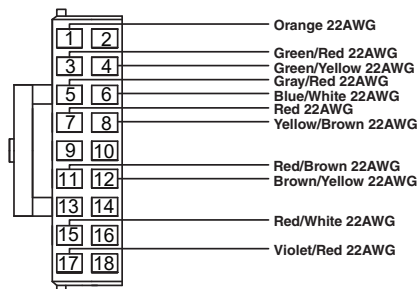 1 2 Orange 22AWG
Green/Red 22AWG
3 4 Green/Yellow 22AWG
Gray/Red 22AWG
5 6 Blue/White 22AWG
Red 22AWG
7 8 Yellow/Brown 22AWG
9 10
Red/Brown 22AWG
11 12 Brown/Yellow 22AWG
13 14
Red/White 22AWG
15 16
Violet/Red 22AWG
17 18